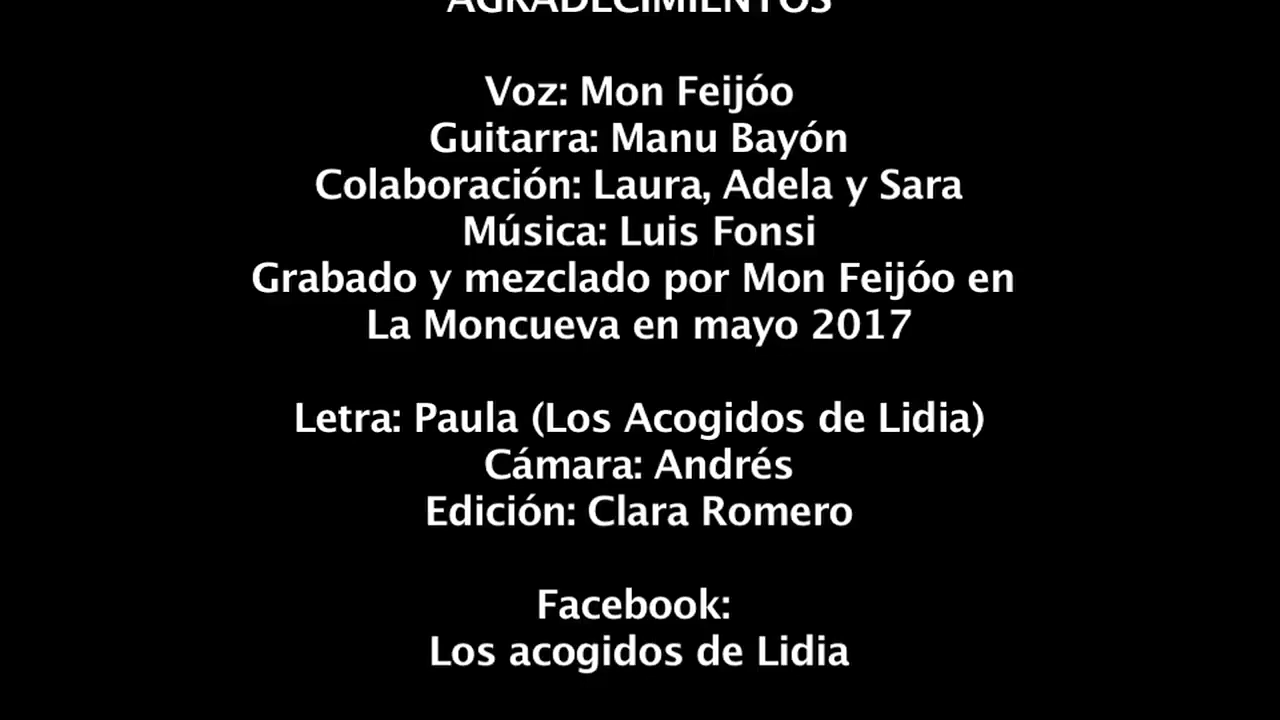 AGRADECIMIENTOS
Voz: Mon Feijóo
Guitarra: Manu Bayón
Colaboración: Laura, Adela y Sara
Música: Luis Fonsi
Grabado y mezclado por Mon Feijóo en
La Moncueva en mayo 2017
Letra: Paula (Los Acogidos de Lidia)
Cámara: Andrés
Edición: Clara Romero
Facebook:
Los acogidos de Lidia